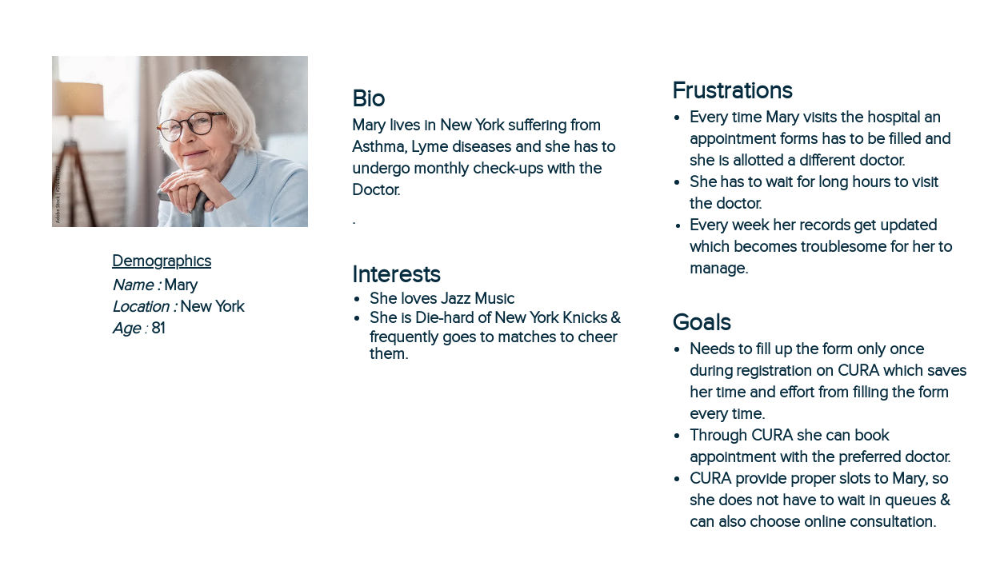 Demographics
Name : Mary
Location : New York
Age : 81
Bio
Mary lives in New York suffering from
Asthma, Lyme diseases and she has to
undergo monthly check-ups with the
Doctor.
.
Interests
• She loves Jazz Music
• She is Die-hard of New York Knicks &
frequently goes to matches to cheer
them.
Frustrations
• Every time Mary visits the hospital an
appointment forms has to be filled and
she is allotted a different doctor.
• She has to wait for long hours to visit
the doctor.
• Every week her records get updated
which becomes troublesome for her to
manage.
Goals
• Needs to fill up the form only once
during registration on CURA which saves
her time and effort from filling the form
every time.
• Through CURA she can book
appointment with the preferred doctor.
• CURA provide proper slots to Mary, so
she does not have to wait in queues &
can also choose online consultation.
Adobe Stock |